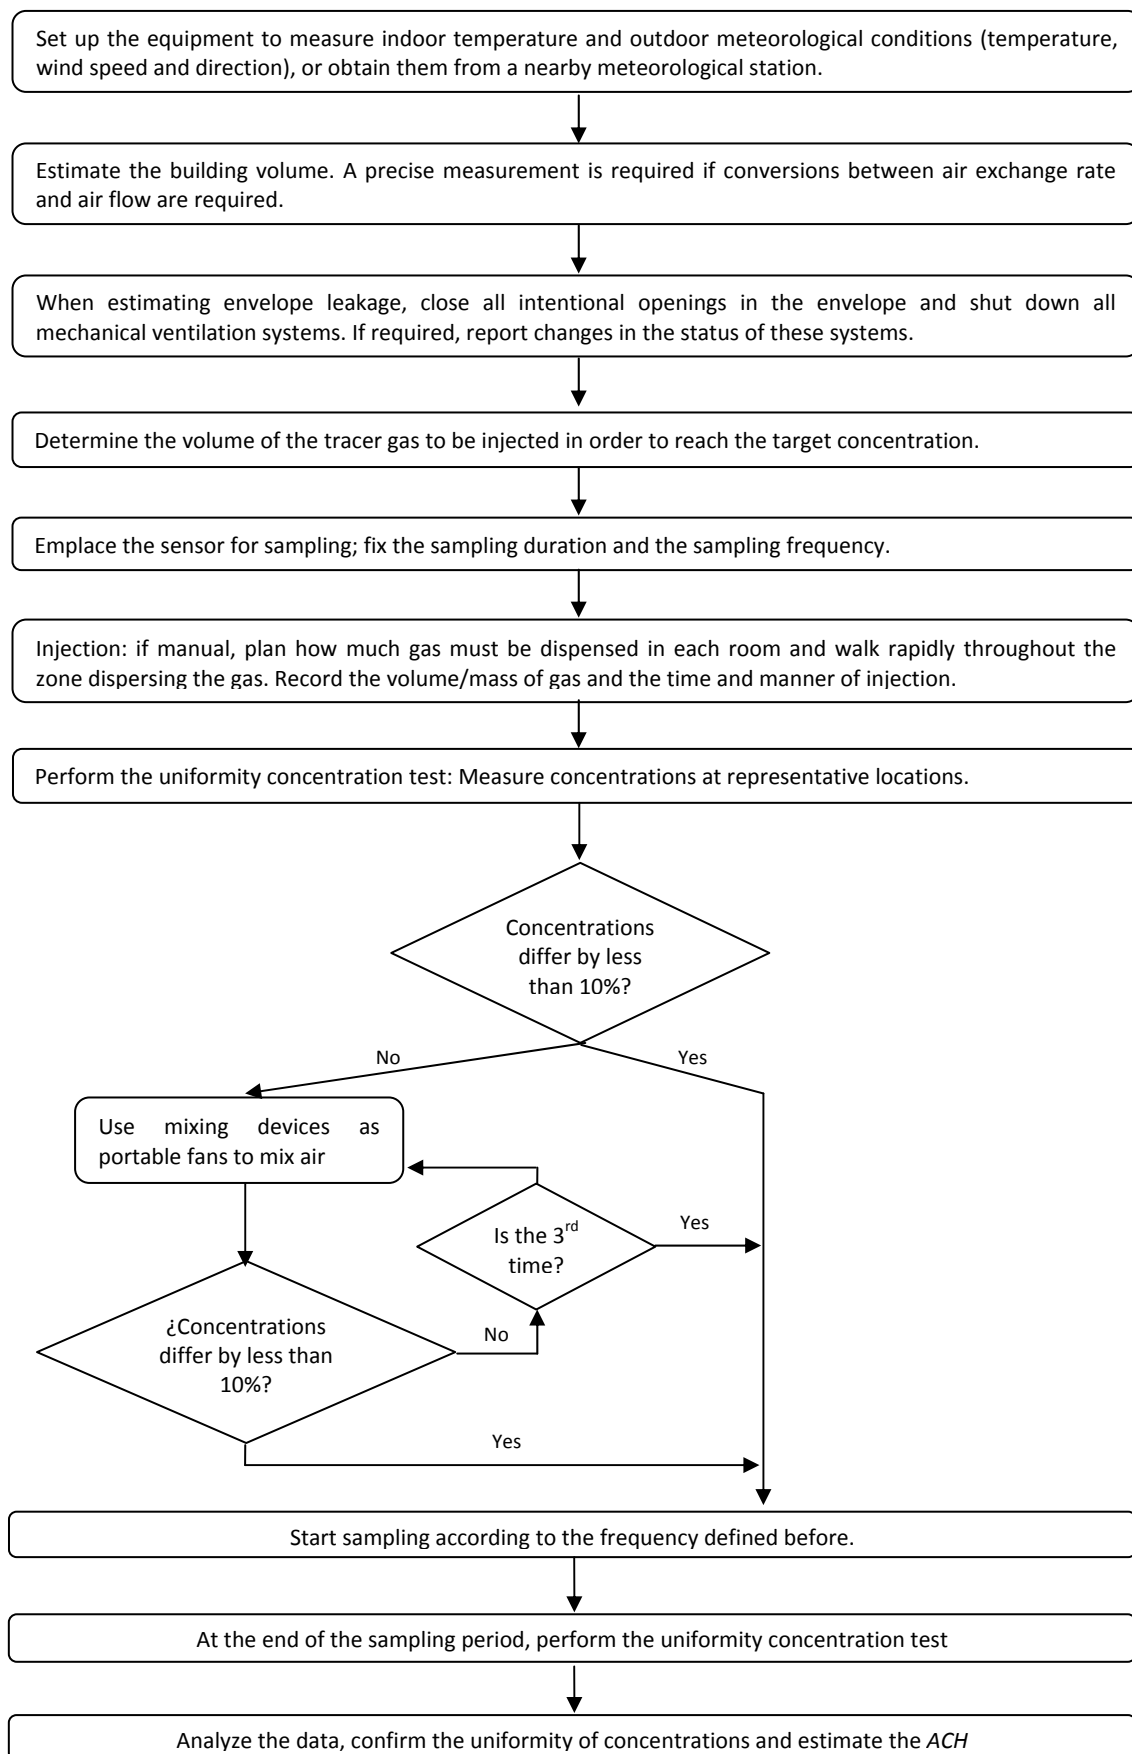 Set up the equipment to measure indoor temperature and outdoor meteorological conditions (temperature,
wind speed and direction), or obtain them from a nearby meteorological station.
Estimate the building volume. A precise measurement is required if conversions between air exchange rate
and air flow are required.
When estimating envelope leakage, close all intentional openings in the envelope and shut down all
mechanical ventilation systems. If required, report changes in the status of these systems.
Determine the volume of the tracer gas to be injected in order to reach the target concentration.
Emplace the sensor for sampling; fix the sampling duration and the sampling frequency.
Injection: if manual, plan how much gas must be dispensed in each room and walk rapidly throughout the
zone dispersing the gas. Record the volume/mass of gas and the time and manner of injection.
Perform the uniformity concentration test: Measure concentrations at representative locations.
Concentrations
differ by less
than 10%?
No
Yes
Use mixing devices as
portable fans to mix air
Is the 3rd
time?
Yes
¿Concentrations
differ by less than
10%?
No
Yes
Start sampling according to the frequency defined before.
At the end of the sampling period, perform the uniformity concentration test
Analyze the data, confirm the uniformity of concentrations and estimate the ACH